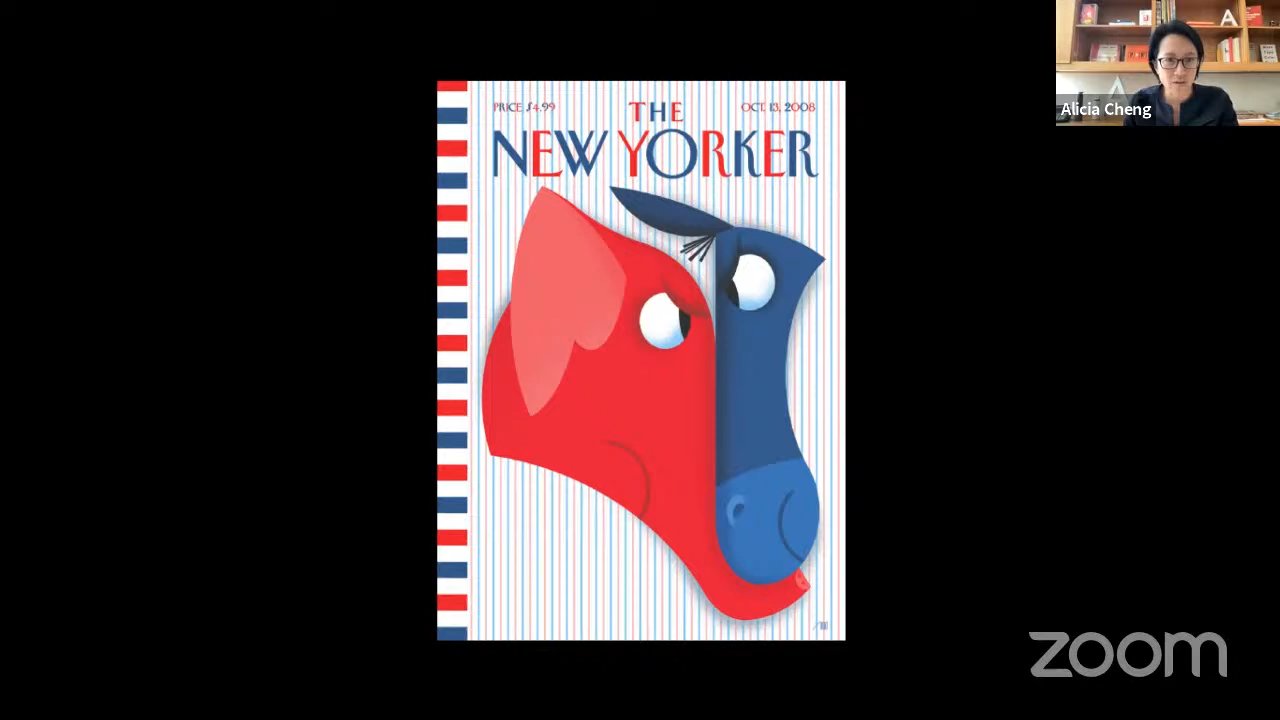 PRICE $4.99
THE
OCT. 13, 2008
NEW YORKER
A
Alicia Cheng
zoom